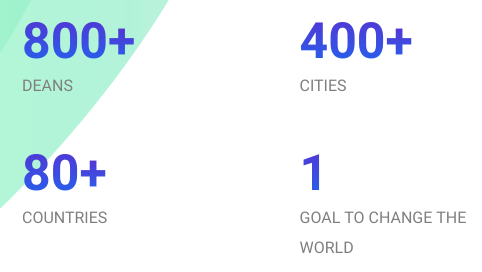 800+
400+
DEANS
CITIES
80+
1
COUNTRIES
GOAL TO CHANGE THE
WORLD